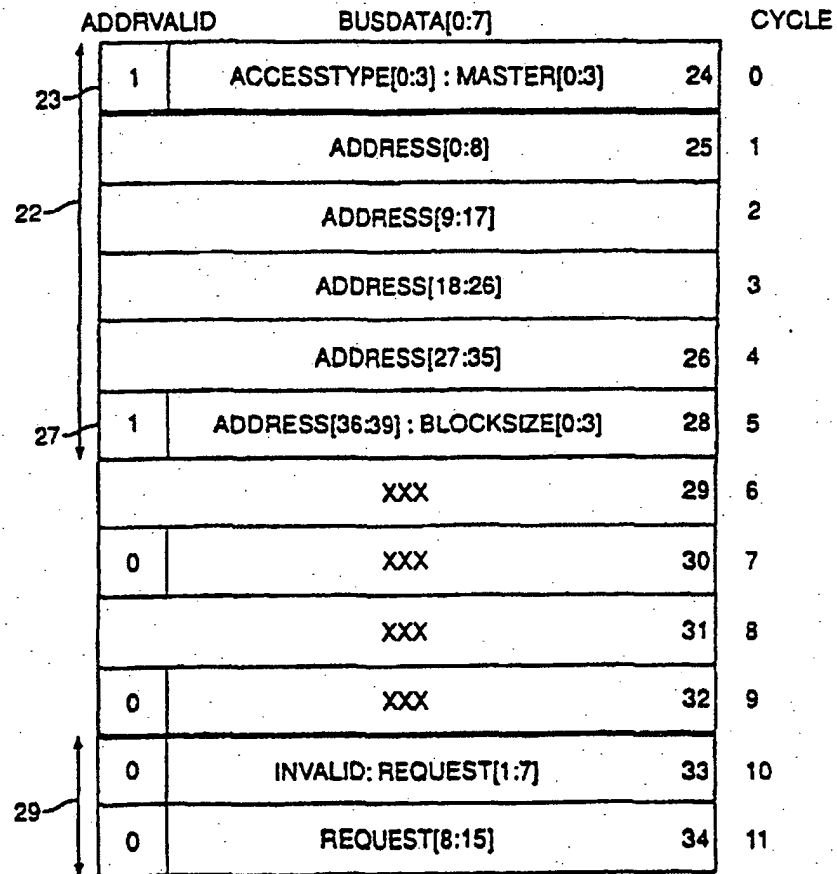 ADDRVALID BUSDATA[0:7] CYCLE
23 1 ACCESSTYPE[0:3] : MASTER[0:3] 24 0
ADDRESS[0:8] 25 1
22 ADDRESS[9:17] 2
ADDRESS[18:26] 3
ADDRESS[27:35] 26 4
27 1 ADDRESS[36:39] : BLOCKSIZE[0:3] 28 5
XXX 29 6
0 XXX 30 7
XXX 31 8
0 XXX 32 9
0 INVALID: REQUEST[1:7] 33 10
29
0 REQUEST[8:15] 34 11